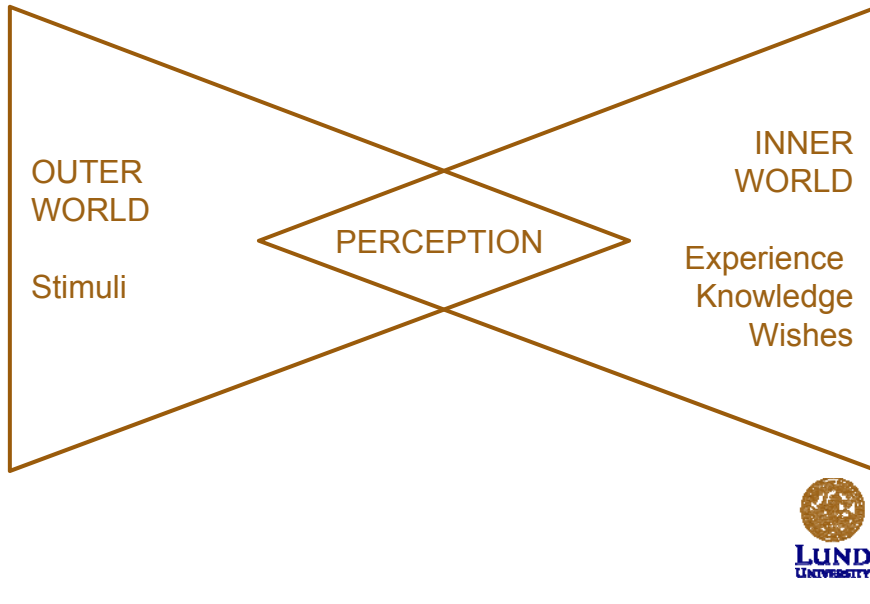 OUTER
WORLD
Stimuli
PERCEPTION
INNER
WORLD
Experience
Knowledge
Wishes
LUND
UNIVERSITY